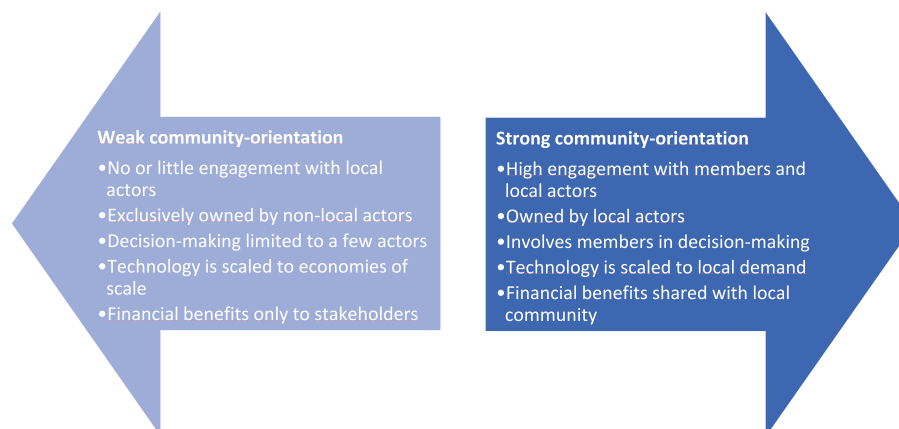 Weak community-orientation
•No or little engagement with local
actors
•Exclusively owned by non-local actors
•Decision-making limited to a few actors
•Technology is scaled to economies of
scale
•Financial benefits only to stakeholders
Strong community-orientation
•High engagement with members and
local actors
•Owned by local actors
•Involves members in decision-making
•Technology is scaled to local demand
•Financial benefits shared with local
community